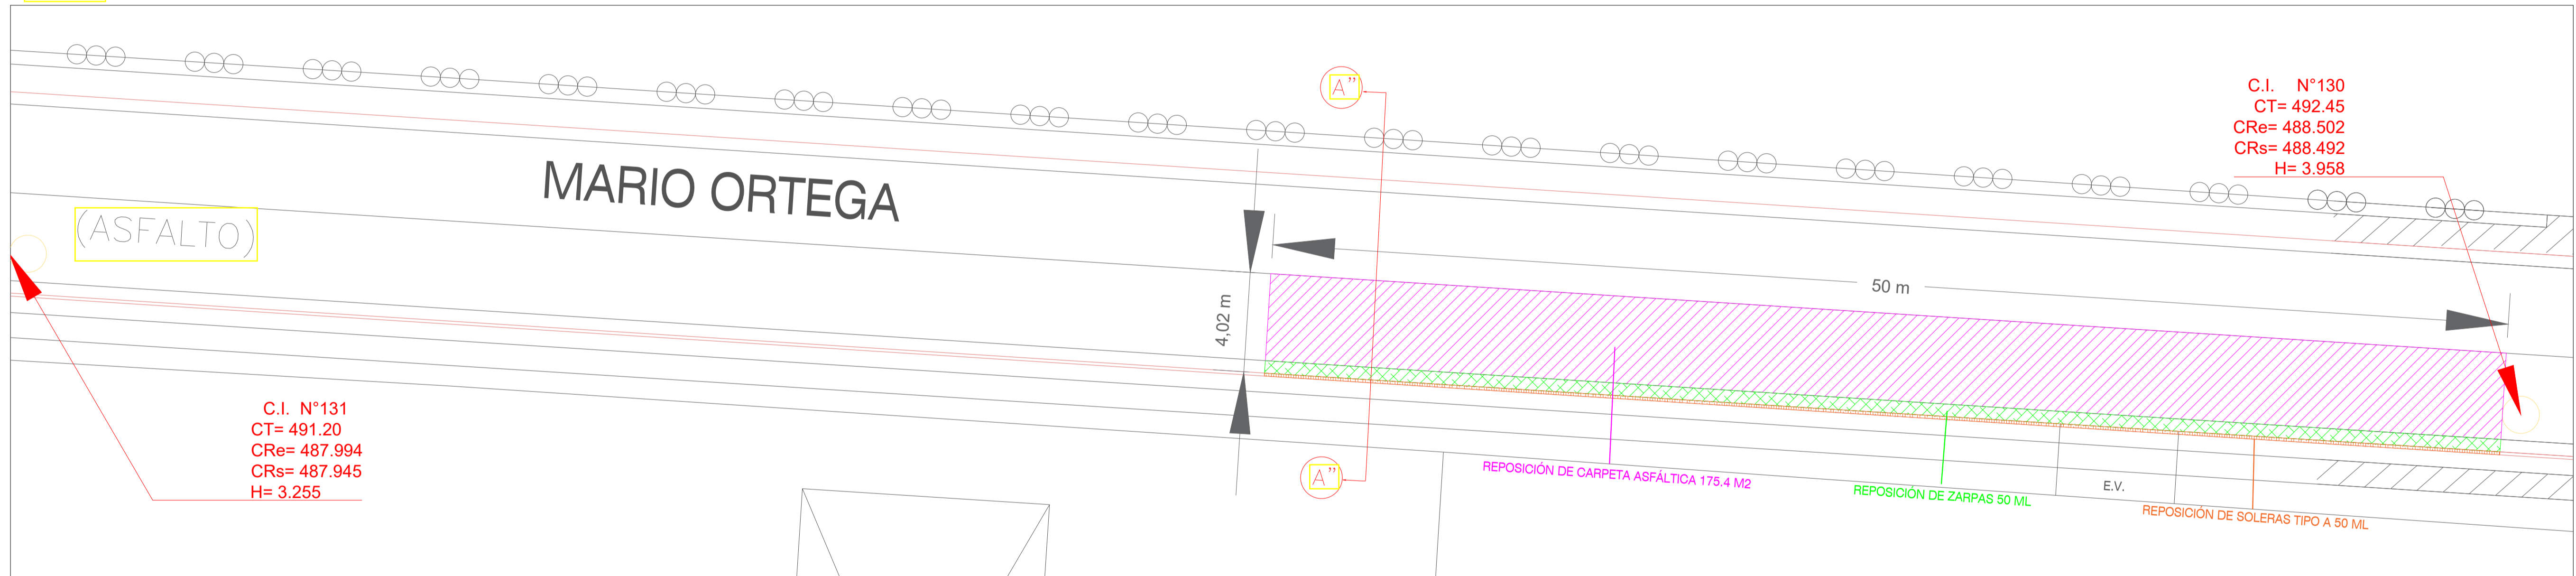 A"
C.I. N°130
CT= 492.45
CRe= 488.502
CRs= 488.492
H= 3.958
MARIO ORTEGA
(ASFALTO)
50 m
4,02 m
C.I. N°131
CT= 491.20
CRe= 487.994
CRs= 487.945
H= 3.255
A"
REPOSICIÓN DE CARPETA ASFÁLTICA 175.4 M2
REPOSICIÓN DE ZARPAS 50 ML
E.V.
REPOSICIÓN DE SOLERAS TIPO A 50 ML